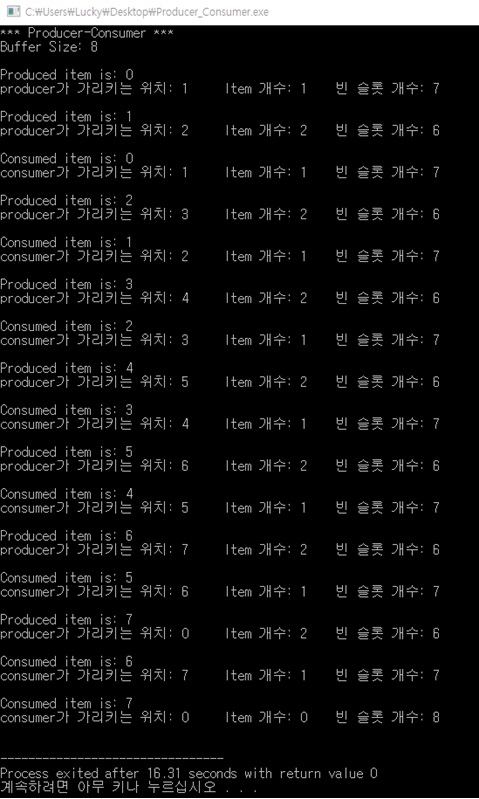 C:₩Users₩Lucky₩Desktop₩Producer_Consumer.exe
*** Producer-Consumer ***
Buffer Size: 8
Produced item is: 0
producer가 가리키는 위치: 1 Item 개수: 1 빈 슬롯 개수: 7
Produced item is: 1
producer가 가리키는 위치: 2 Item 개수: 2 빈 슬롯 개수: 6
Consumed item is: 0
consumer가 가리키는 위치: 1 Item 개수: 1 빈 슬롯 개수: 7
Produced item is: 2
producer가 가리키는 위치: 3 Item 개수: 2 빈 슬롯 개수: 6
Consumed item is: 1
consumer가 가리키는 위치: 2 Item 개수: 1 빈 슬롯 개수: 7
Produced item is: 3
producer가 가리키는 위치: 4 Item 개수: 2 빈 슬롯 개수: 6
Consumed item is: 2
consumer가 가리키는 위치: 3 Item 개수: 1 빈 슬롯 개수: 7
Produced item is: 4
producer가 가리키는 위치: 5 Item 개수: 2 빈 슬롯 개수: 6
Consumed item is: 3
consumer가 가리키는 위치: 4 Item 개수: 1 빈 슬롯 개수: 7
Produced item is: 5
producer가 가리키는 위치: 6 Item 개수: 2 빈 슬롯 개수: 6
Consumed item is: 4
consumer가 가리키는 위치: 5 Item 개수: 1 빈 슬롯 개수: 7
Produced item is: 6
producer가 가리키는 위치: 7 Item 개수: 2 빈 슬롯 개수: 6
Consumed item is: 5
consumer가 가리키는 위치: 6 Item 개수: 1 빈 슬롯 개수: 7
Produced item is: 7
producer가 가리키는 위치: 0 Item 개수: 2 빈 슬롯 개수: 6
Consumed item is: 6
consumer가 가리키는 위치: 7 Item 개수: 1 빈 슬롯 개수: 7
Consumed item is: 7
consumer가 가리키는 위치: 0 Item 개수: 0 빈 슬롯 개수: 8
--------------------------------
Process exited after 16.31 seconds with return value 0
계속하려면 아무 키나 누르십시오 . . .